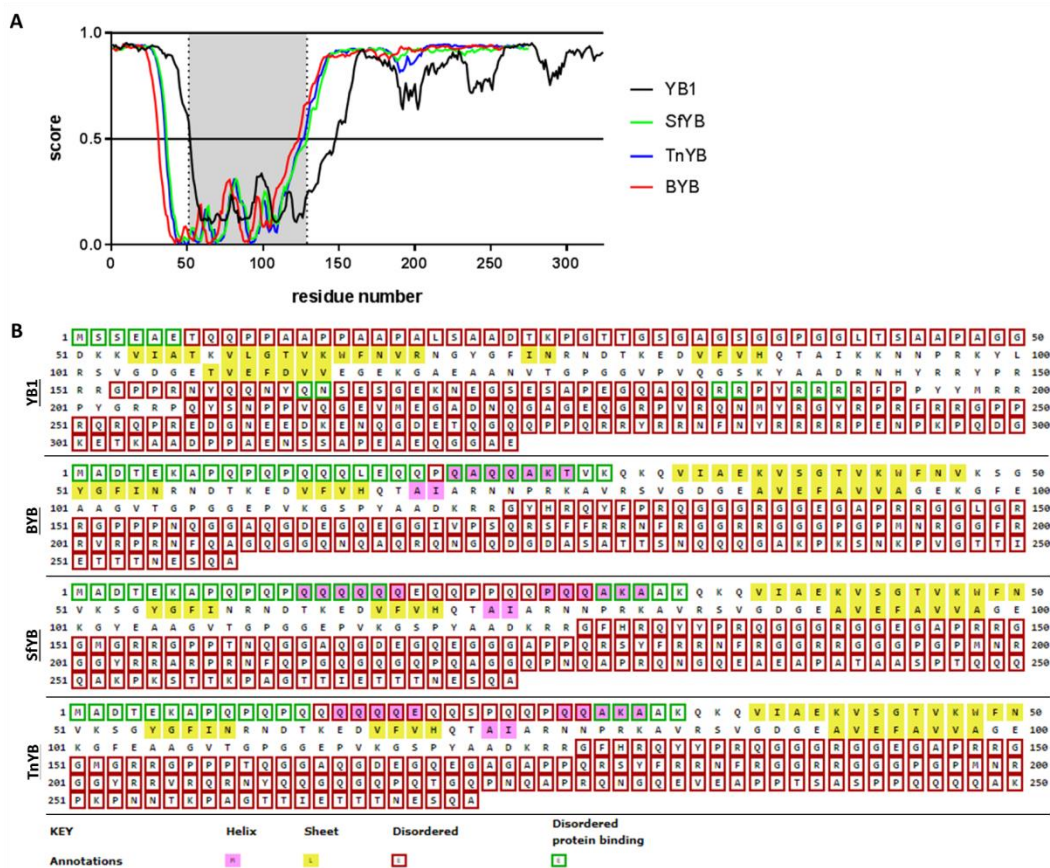 A
1.0
0.5
0.0
score
0 50 100 150 200 250 300
residue number
YB1
SfYB
TnYB
BYB
B
YB1
1 M S S E A E T Q Q P P A A P P A A P A L S A A D T K P G T T G S G A G S G G P G G L T S A A P A G G 50
51 D K K V I A T K V L G T V K W F N V R N G Y G F I N R N D T K E D V F V H Q T A I K K N N P R K Y L 100
101 R S V G D G E T V E F D V V E G E K G A E A A N V T G P G G V P V Q G S K Y A A D R N H Y R R Y P R 150
151 R R G P P R N Y Q Q N Y Q N S E S G E K N E G S E S A P E G Q A Q Q R R P Y R R R R F P P Y Y M R R 200
201 P Y G R R P Q Y S N P P V Q G E V M E G A D N Q G A G E Q G R P V R Q N M Y R G Y R P R F R R G P P 250
251 R Q R Q P R E D G N E E D K E N Q G D E T Q G Q Q P P Q R R Y R R N F N Y R R R R P E N P K P Q D G 300
301 K E T K A A D P P A E N S S A P E A E Q G G A E
BYB
1 M A D T E K A P Q P Q P Q Q Q L E Q Q P Q A Q Q A K T V K Q K Q V I A E K V S G T V K W F N V K S G 50
51 Y G F I N R N D T K E D V F V H Q T A I A R N N P R K A V R S V G D G E A V E F A V V A G E K G F E 100
101 A A G V T G P G G E P V K G S P Y A A D K R R G Y H R Q Y F P R Q G G G R G G E G A P R R G G L G R 150
151 R G P P P N Q G G A Q G D E G Q E G G I V P S Q R S F F R R N F R G G R R G G G P G P M N R G G F R 200
201 R V R P R N F Q A G Q G G Q N Q A Q R Q N G Q D G D A S A T T S N Q Q Q G A K P K S N K P V G T T I 250
251 E T T T N E S Q A
SfYB
1 M A D T E K A P Q P Q P Q Q Q Q Q Q E Q Q P P Q Q P Q Q A K A A K Q K Q V I A E K V S G T V K W F N 50
51 V K S G Y G F I N R N D T K E D V F V H Q T A I A R N N P R K A V R S V G D G E A V E F A V V A G E 100
101 K G Y E A A G V T G P G G E P V K G S P Y A A D K R R G F H R Q Y Y P R Q G G G R G G E G A P R R G 150
151 G M G R R G P P T N Q G G A Q G D E G Q E G G G A P P Q R S Y F R R N F R G G R R G G G P G P M N R 200
201 G G Y R R A R P R N F Q P G Q G G Q Q P Q A G G Q P N Q A P R Q N G Q E A E A P A T A A S P T Q Q Q 250
251 Q A K P K S T T K P A G T T I E T T T N E S Q A
TnYB
1 M A D T E K A P Q P Q P Q P Q Q Q Q E Q Q S P Q Q P Q Q A K A A K Q K Q V I A E K V S G T V K W F N 50
51 V K S G Y G F I N R N D T K E D V F V H Q T A I A R N N P R K A V R S V G D G E A V E F A V V A G E 100
101 K G F E A A G V T G P G G E P V K G S P Y A A D K R R G F H R Q Y Y P R Q G G G R G G E G A P R R G 150
151 G M G R R G P P P T Q G G A Q G D E G Q E G A G A P P Q R S Y F R R N F R G G R R G G G P G P M N R 200
201 G G Y R R V R Q R N Y Q G G Q G G Q P Q T G Q P N Q A P R Q N G Q E V E A P P T S A S P P Q Q Q A K 250
251 P K P N N T K P A G T T I E T T T N E S Q A
KEY Helix Sheet Disordered Disordered protein binding
Annotations